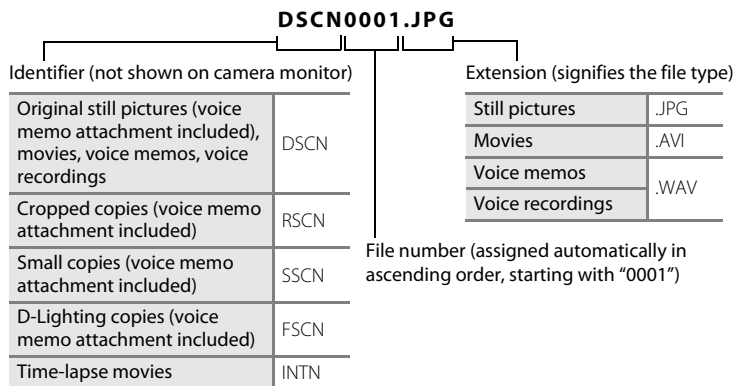 DSCN0001.JPG
Identifier (not shown on camera monitor)
Original still pictures (voice
memo attachment included),
movies, voice memos, voice
recordings
DSCN
Cropped copies (voice memo
attachment included)
RSCN
Small copies (voice memo
attachment included)
SSCN
D-Lighting copies (voice
memo attachment included)
FSCN
Time-lapse movies
INTN
Extension (signifies the file type)
Still pictures
.JPG
Movies
.AVI
Voice memos
Voice recordings
.WAV
File number (assigned automatically in
ascending order, starting with “0001”)